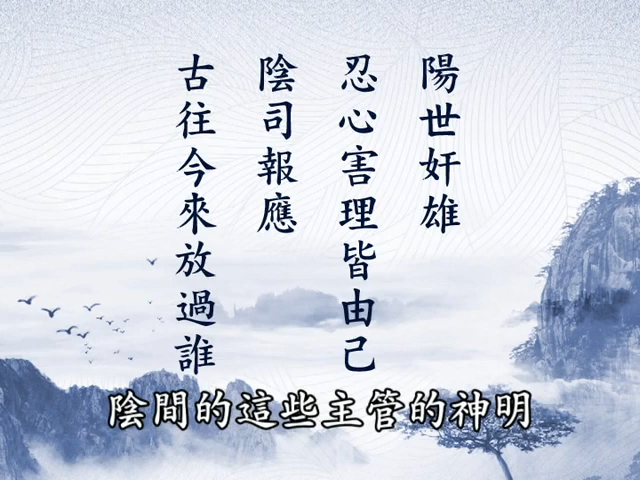 陽世奸雄
忍心害理皆由己
陰司報應
古往今來放過誰
陰間的這些主管的神明